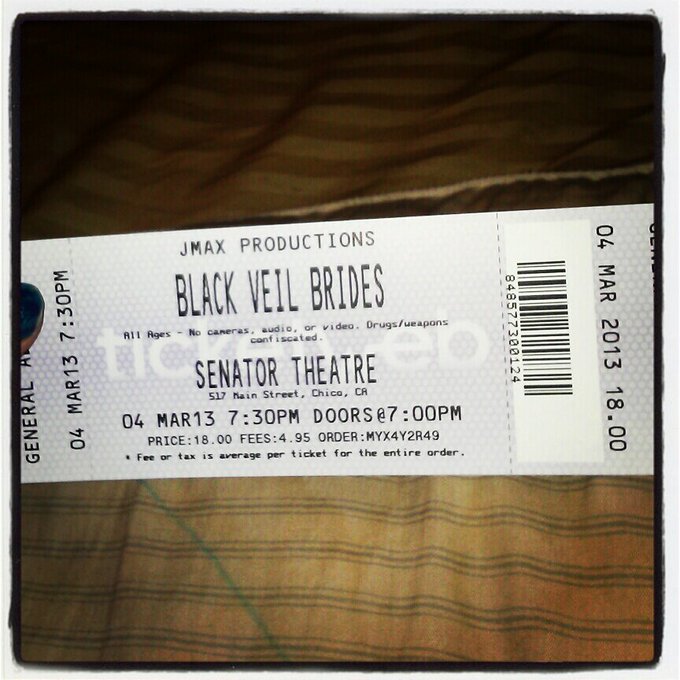 JMAX PRODUCTIONS
BLACK VEIL BRIDES
All Ages - No cameras, audio, or video. Drugs/weapons
confiscated.
SENATOR THEATRE
517 Main Street, Chico, CA
04 MAR13 7:30PM DOORS@7:00PM
PRICE:18.00 FEES:4.95 ORDER:MYX4Y2R49
* Fee or tax is average per ticket for the entire order.
GENERAL
04 MAR13 7:30PM
848577300124
04 MAR 2013 18.00